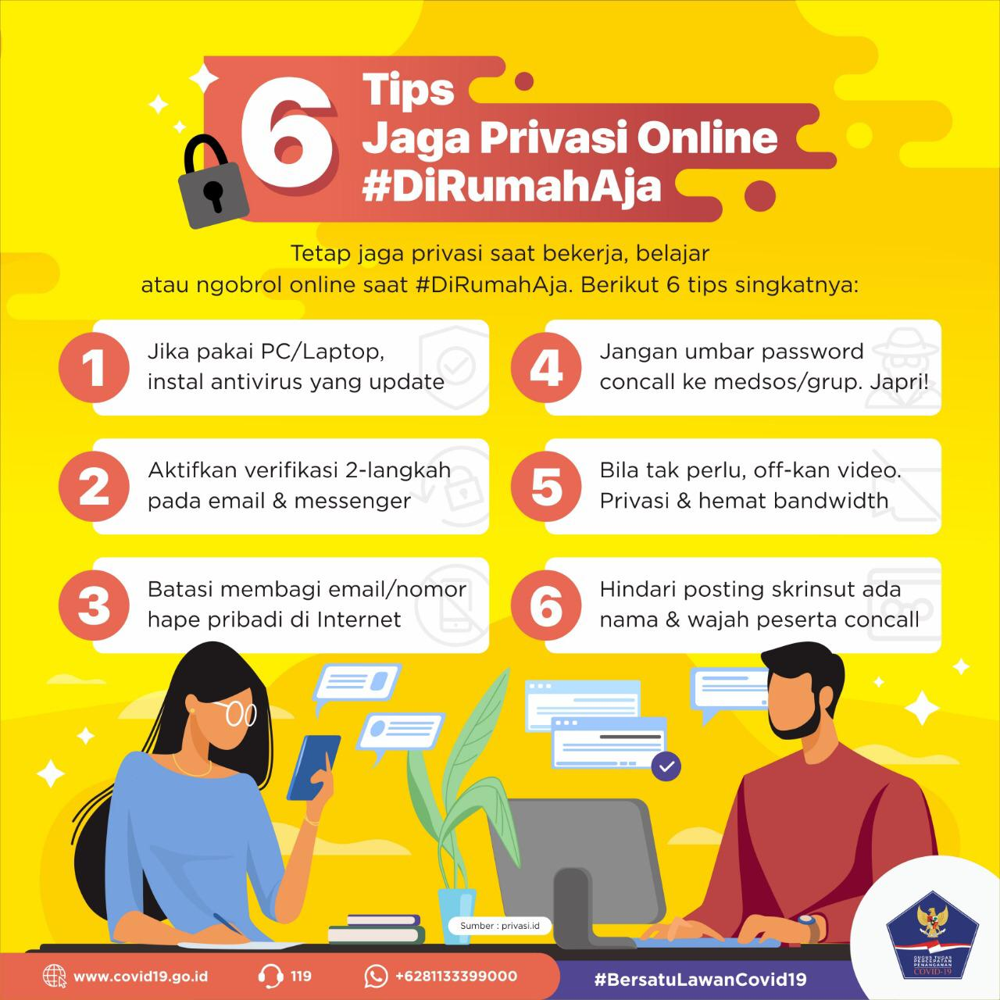 6
Tips
Jaga Privasi Online
#DiRumahAja
Tetap jaga privasi saat bekerja, belajar
atau ngobrol online saat #DiRumahAja. Berikut 6 tips singkatnya:
1
Jika pakai PC/Laptop,
instal antivirus yang update
2
Aktifkan verifikasi 2-langkah
pada email & messenger
3
Batasi membagi email/nomor
hape pribadi di Internet
4
Jangan umbar password
concall ke medsos/grup. Japri!
5
Bila tak perlu, off-kan video.
Privasi & hemat bandwidth
6
Hindari posting skrinsut ada
nama & wajah peserta concall
Sumber : privasi.id
www.covid19.go.id
119
+6281133399000
#BersatuLawanCovid19
GUGUS TUGAS
PERCEPATAN
PENANGANAN
COVID-19